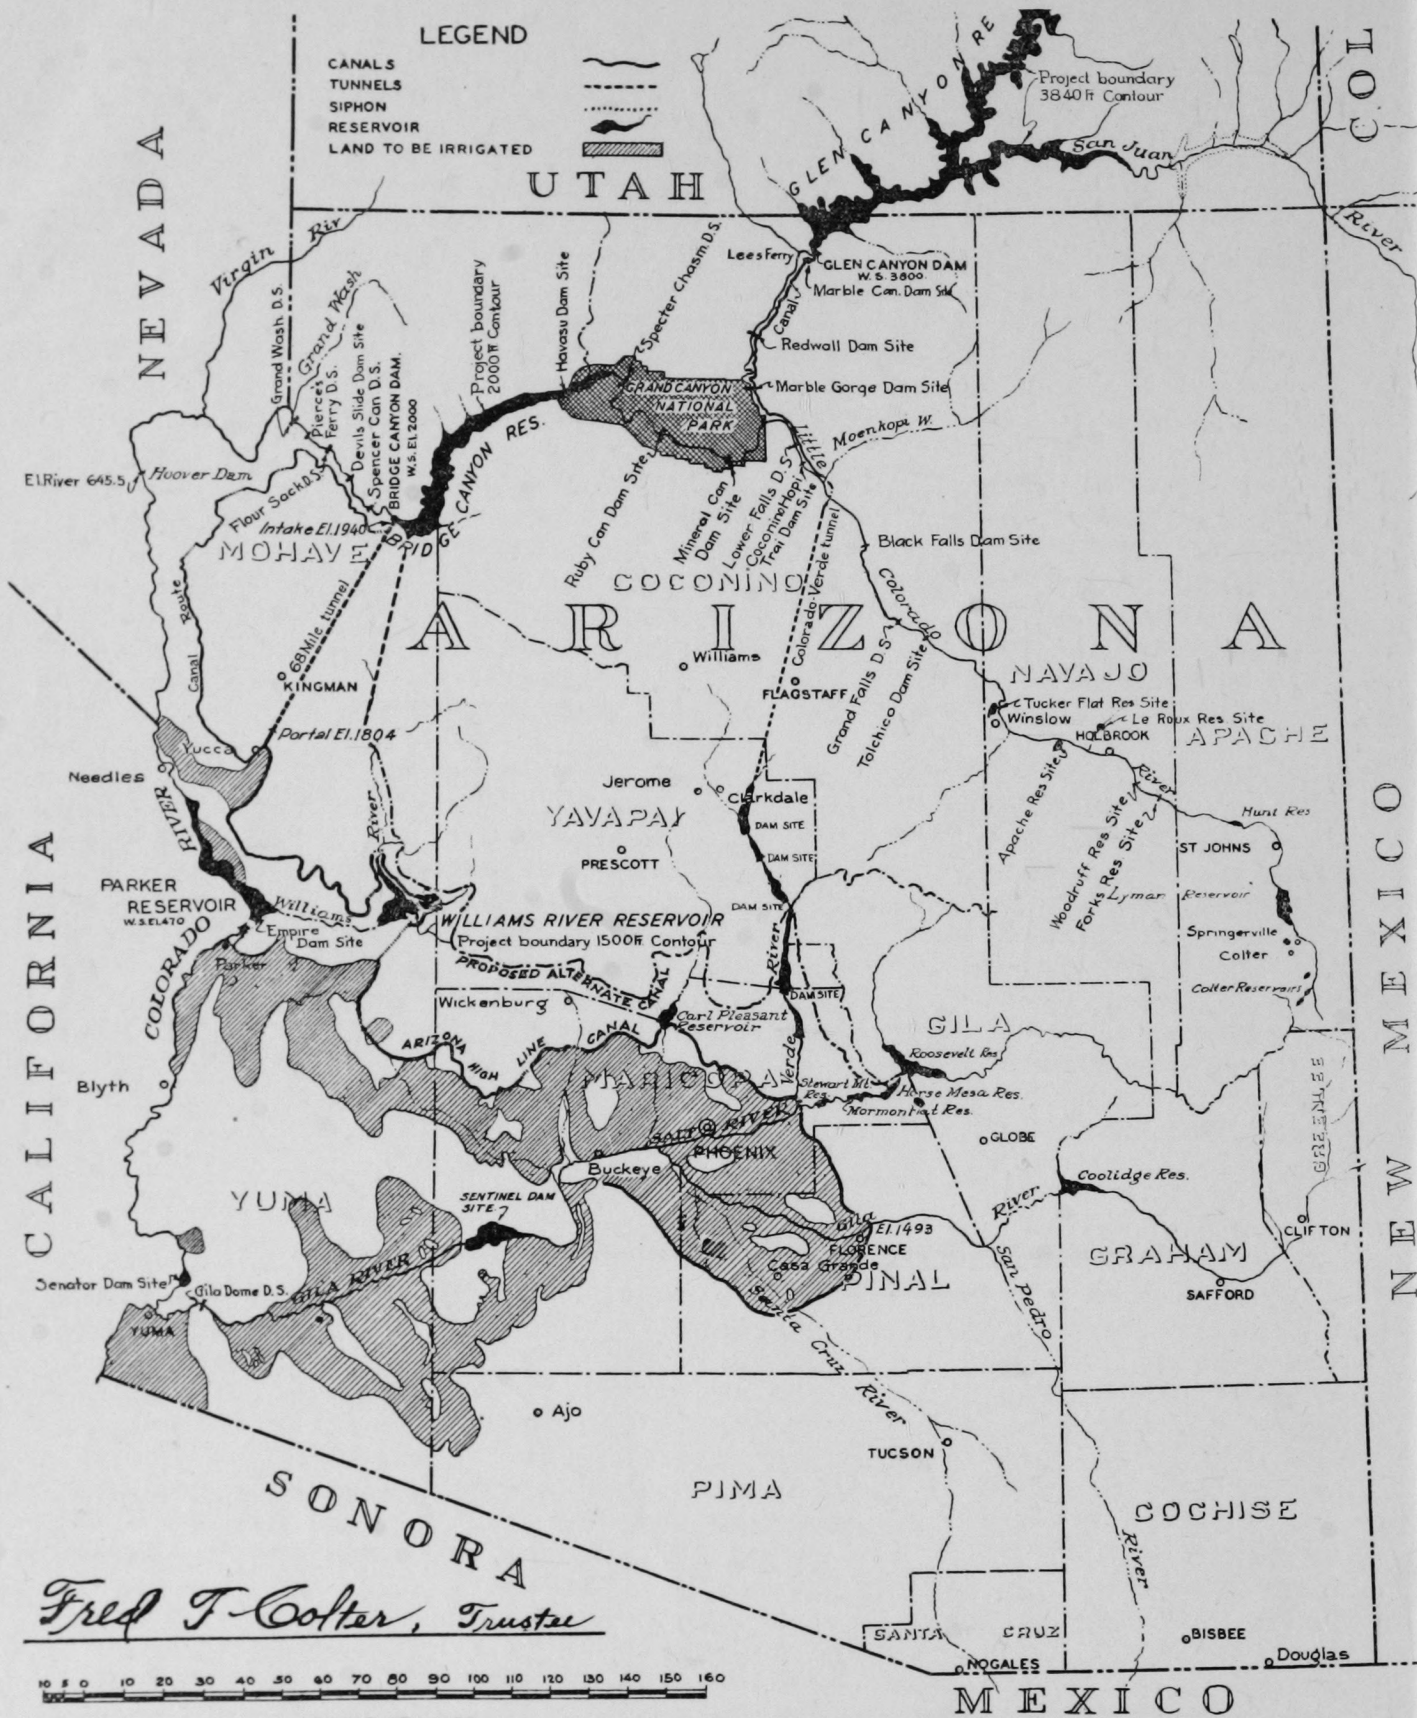 LEGEND
CANALS
TUNNELS
SIPHON
RESERVOIR
LAND TO BE IRRIGATED
UTAH
NEVADA
COL
GLEN CANYON RE
Project boundary
3840 ft Contour
San Juan
River
Virgin Riv
Grand Wash D.S.
Grand Wash
Pierces
Ferry D.S.
Devils Slide Dam Site
Spencer Can D.S.
BRIDGE CANYON DAM.
W.S. EL 2000
Project boundary
2000 ft Contour
Havasu Dam Site
Specter Chasm D.S.
Lees Ferry
GLEN CANYON DAM
W.S. 3800
Marble Can. Dam Site
Canal
Redwall Dam Site
Marble Gorge Dam Site
GRAND CANYON
NATIONAL
PARK
Moenkopi W.
Little
El. River 645.5
Hoover Dam
Flour Sack D.S.
Intake El. 1940
BRIDGE CANYON RES.
MOHAVE
Ruby Can Dam Site
Mineral Can
Dam Site
Lower Falls D S
Coconino Hopi
Trai Dam Site
Colorado-Verde tunnel
Black Falls Dam Site
COCONINO
Colorado
ARIZONA
Canal Route
68 Mile tunnel
KINGMAN
Williams
FLAGSTAFF
Grand Falls D S
Tolchico Dam Site
NAVAJO
Tucker Flat Res Site
Winslow
Le Roux Res. Site
HOLBROOK
APACHE
Yucca
Portal El. 1804
Needles
RIVER
River
Jerome
Clarkdale
YAVAPAI
DAM SITE
DAM SITE
PRESCOTT
Apache Res Site
River
Woodruff Res Site
Forks Res Site
Hunt Res
ST JOHNS
Lyman Reservoir
Springerville
Colter
Colter Reservoirs
CALIFORNIA
PARKER
RESERVOIR
W.S. EL 470
Williams
WILLIAMS RIVER RESERVOIR
Project boundary 1500 ft. Contour
DAM SITE
Empire
Dam Site
COLORADO
Parker
PROPOSED ALTERNATE CANAL
Wickenburg
River
DAM SITE
Carl Pleasant
Reservoir
ARIZONA HIGH LINE CANAL
GILA
Roosevelt Res
Verde
MARICOPA
Stewart Mt.
Res.
Horse Mesa Res.
Mormon Flat Res.
NEW MEXICO
GREENLEE
Blyth
SALT RIVER
PHOENIX
GLOBE
Buckeye
Coolidge Res.
YUMA
SENTINEL DAM
SITE
River
Gila
El. 1493
FLORENCE
Casa Grande
PINAL
San Pedro
GRAHAM
CLIFTON
SAFFORD
Senator Dam Site
Gila Dome D.S.
GILA RIVER
YUMA
Santa Cruz River
Ajo
TUCSON
SONORA
PIMA
COCHISE
River
Fred T Colter, Trustee
SANTA CRUZ
BISBEE
NOGALES
Douglas
10 5 0 10 20 30 40 50 60 70 80 90 100 110 120 130 140 150 160
MEXICO